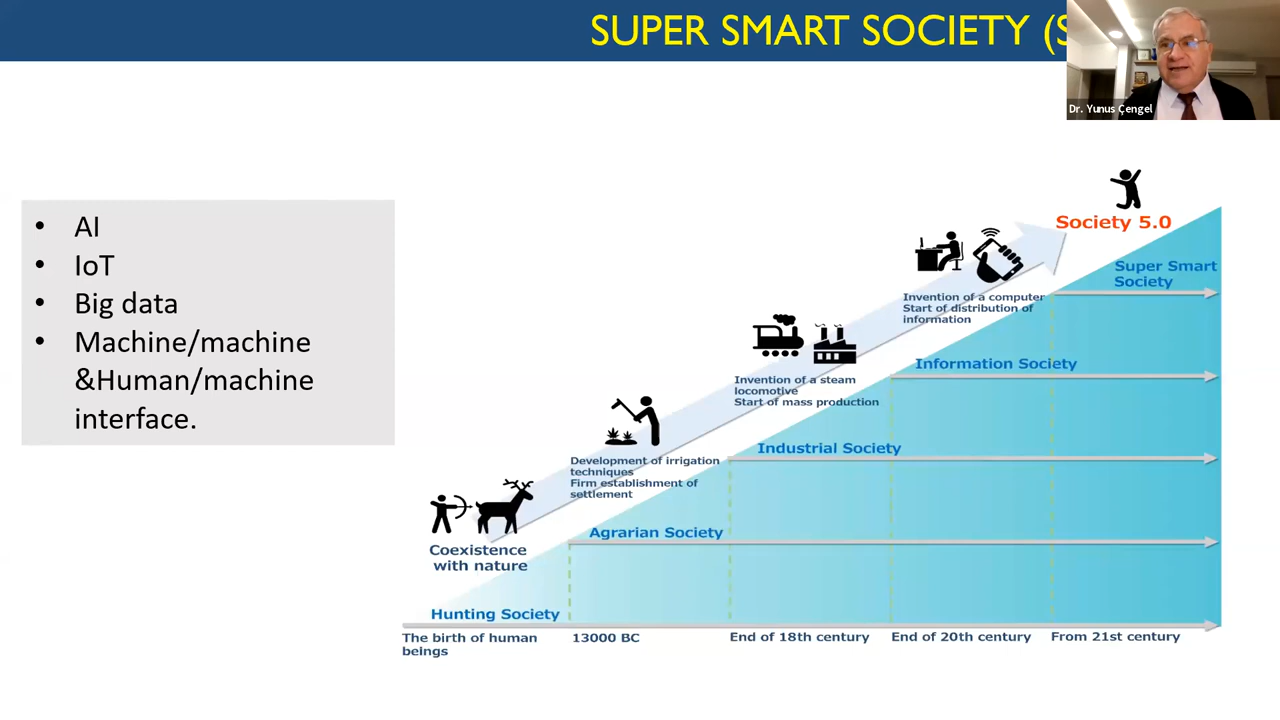 SUPER SMART SOCIETY (S
Dr. Yunus Çengel
• AI
• IoT
• Big data
• Machine/machine
&Human/machine
interface.
Society 5.0
Super Smart
Society
Invention of a computer
Start of distribution of
information
Information Society
Invention of a steam
locomotive
Start of mass production
Industrial Society
Development of irrigation
techniques
Firm establishment of
settlement
Agrarian Society
Coexistence
with nature
Hunting Society
The birth of human
beings
13000 BC
End of 18th century
End of 20th century
From 21st century